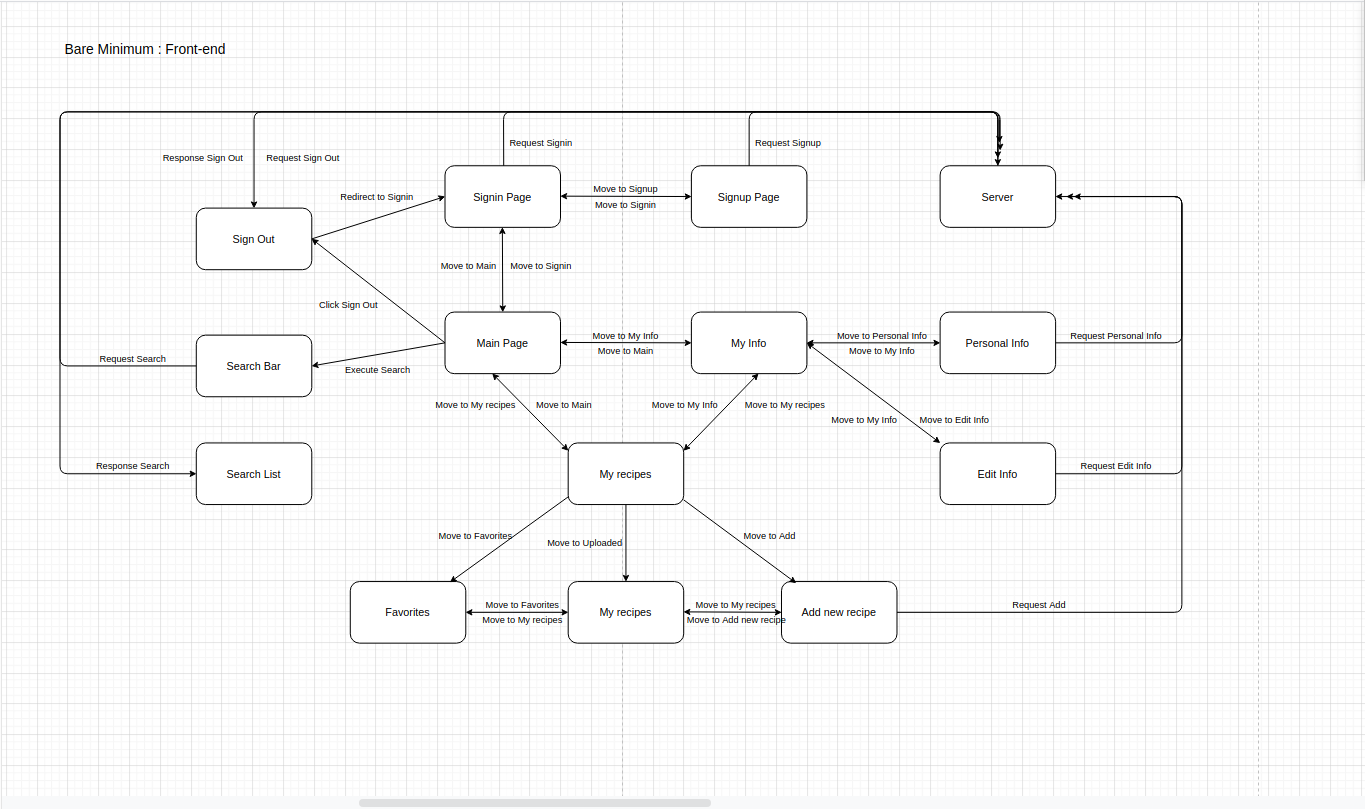 Bare Minimum : Front-end
Request Signin
Request Signup
Response Sign Out
Request Sign Out
Redirect to Signin
Signin Page
Move to Signup
Move to Signin
Signup Page
Server
Sign Out
Move to Main
Move to Signin
Click Sign Out
Main Page
Move to My Info
Move to Main
My Info
Move to Personal Info
Move to My Info
Personal Info
Request Personal Info
Request Search
Search Bar
Execute Search
Move to My recipes
Move to Main
Move to My Info
Move to My recipes
Move to My Info
Move to Edit Info
Response Search
Search List
My recipes
Edit Info
Request Edit Info
Move to Favorites
Move to Uploaded
Move to Add
Favorites
Move to Favorites
Move to My recipes
My recipes
Move to My recipes
Move to Add new recipe
Add new recipe
Request Add